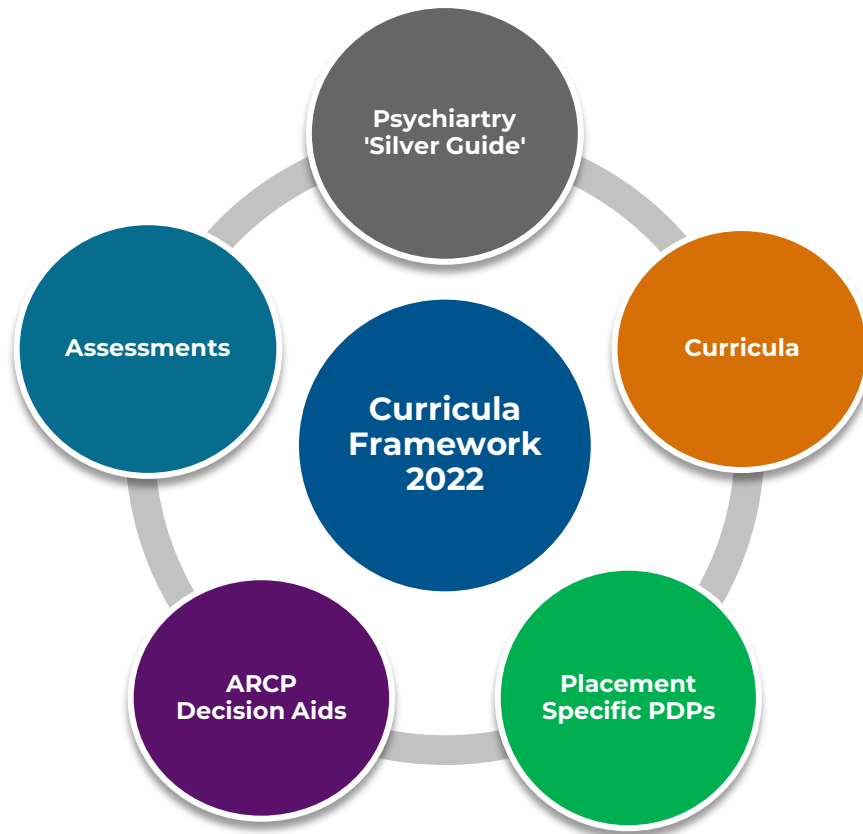 Psychiartry
'Silver Guide'
Assessments
Curricula
Curricula
Framework
2022
ARCP
Decision Aids
Placement
Specific PDPs